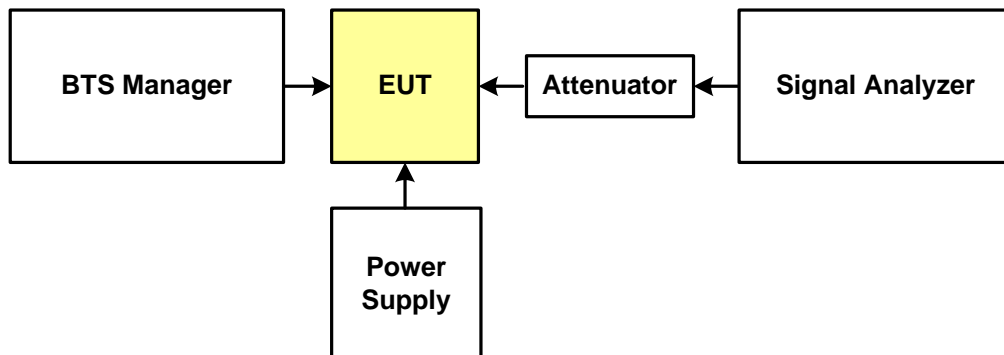 BTS Manager
EUT
Attenuator
Signal Analyzer
Power
Supply